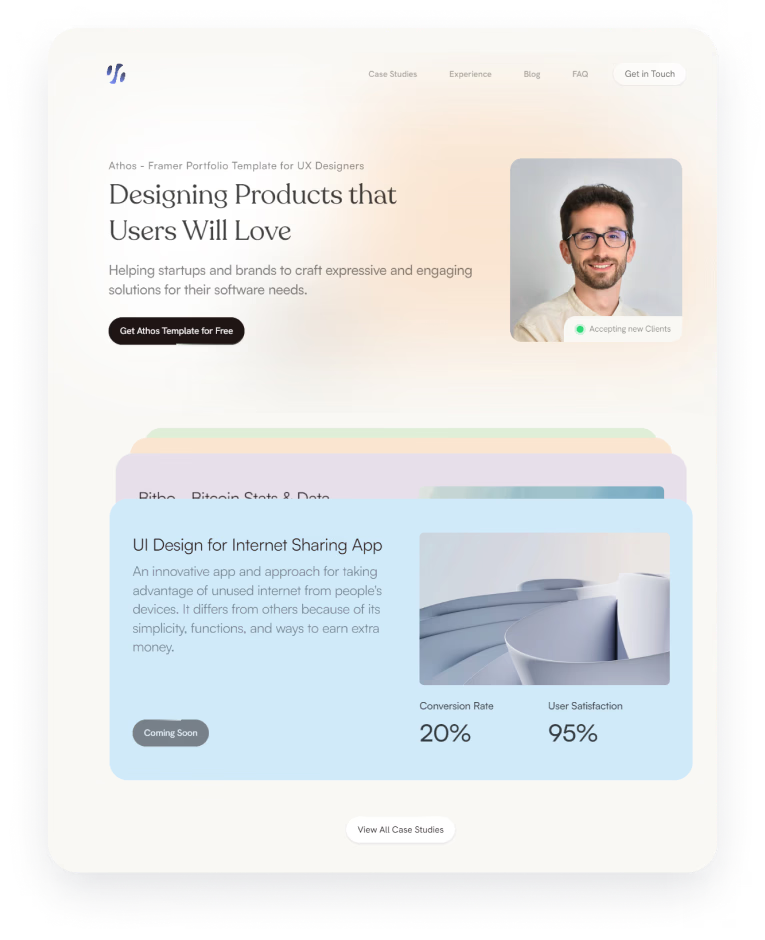 Case Studies
Experience
Blog
FAQ
Get in Touch
Athos - Framer Portfolio Template for UX Designers
Designing Products that
Users Will Love
Helping startups and brands to craft expressive and engaging
solutions for their software needs.
Get Athos Template for Free
Accepting new Clients
Bitbo - Bitcoin Stats & Data
UI Design for Internet Sharing App
An innovative app and approach for taking
advantage of unused internet from people's
devices. It differs from others because of its
simplicity, functions, and ways to earn extra
money.
Coming Soon
Conversion Rate
User Satisfaction
20%
95%
View All Case Studies